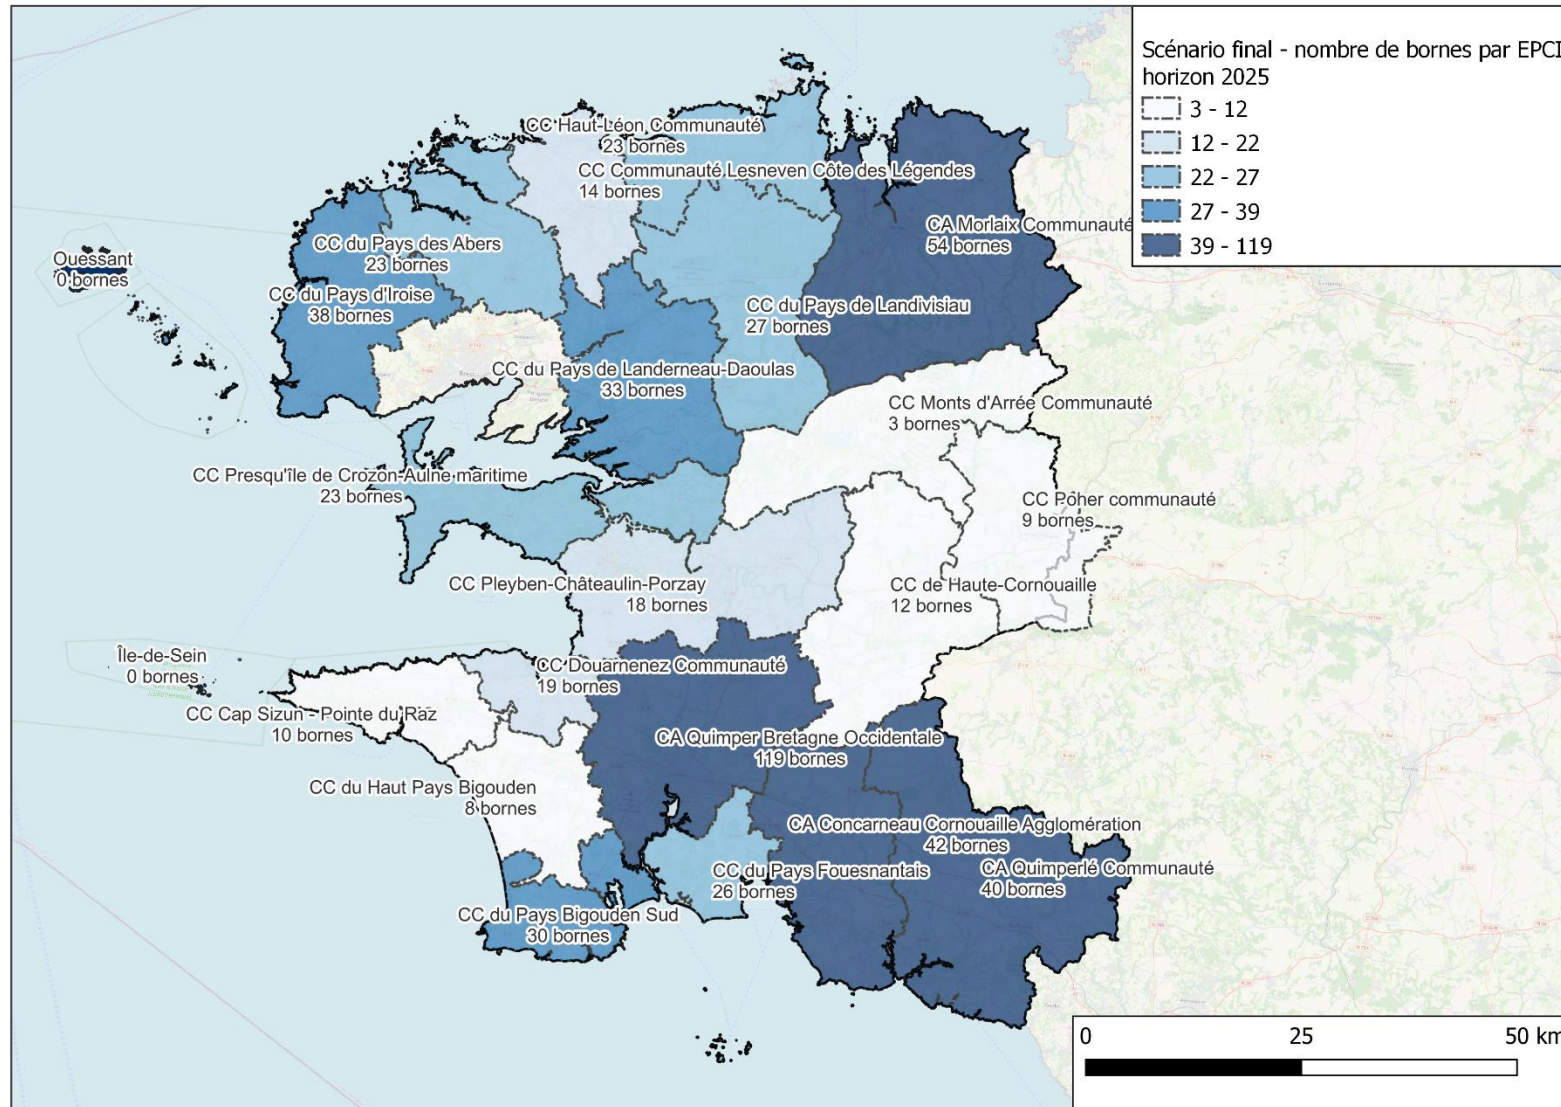 Scénario final - nombre de bornes par EPCI
horizon 2025
3 - 12
12 - 22
22 - 27
27 - 39
39 - 119
CC Haut-Léon Communauté
23 bornes
CC Communauté Lesneven Côte des Légendes
14 bornes
CA Morlaix Communauté
54 bornes
CC du Pays des Abers
23 bornes
Ouessant
0 bornes
CC du Pays d'Iroise
38 bornes
CC du Pays de Landivisiau
27 bornes
CC du Pays de Landerneau-Daoulas
33 bornes
CC Monts d'Arrée Communauté
3 bornes
CC Presqu'île de Crozon-Aulne maritime
23 bornes
CC Poher communauté
9 bornes
CC Pleyben-Châteaulin-Porzay
18 bornes
CC de Haute-Cornouaille
12 bornes
Île-de-Sein
0 bornes
CC Douarnenez Communauté
19 bornes
CC Cap Sizun - Pointe du Raz
10 bornes
CA Quimper Bretagne Occidentale
119 bornes
CC du Haut Pays Bigouden
8 bornes
CA Concarneau Cornouaille Agglomération
42 bornes
CC du Pays Fouesnantais
26 bornes
CA Quimperlé Communauté
40 bornes
CC du Pays Bigouden Sud
30 bornes
0 25 50 km